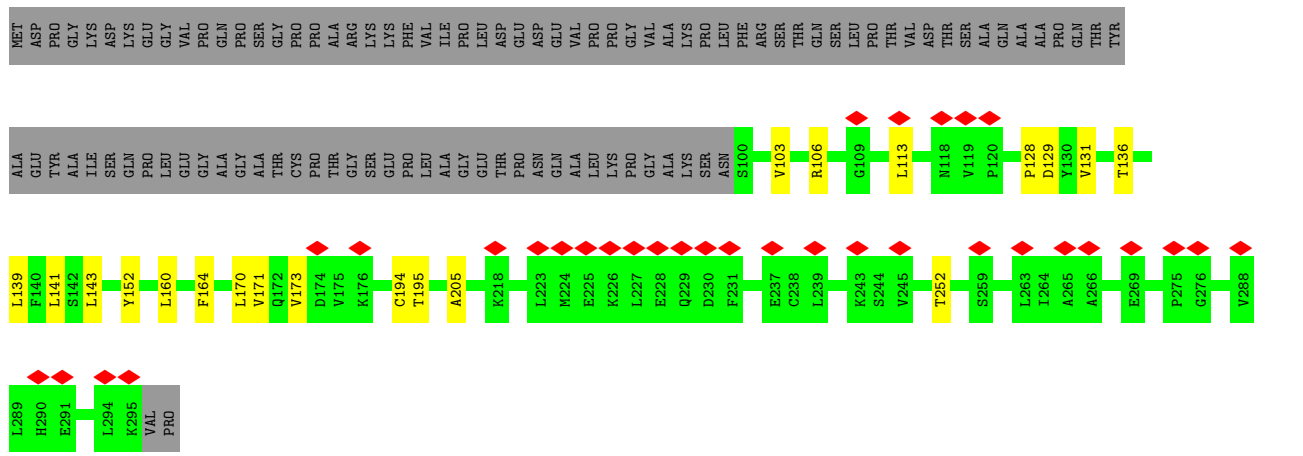 MET ASP PRO GLY LYS ASP LYS GLU GLY VAL PRO GLN PRO SER GLY PRO PRO ALA ARG LYS LYS PHE VAL ILE PRO LEU ASP GLU ASP GLU VAL PRO PRO GLY VAL ALA LYS PRO LEU PHE ARG SER THR GLN SER LEU PRO THR VAL ASP THR SER ALA GLN ALA ALA PRO GLN THR TYR
ALA GLU TYR ALA ILE SER GLN PRO LEU GLU GLY ALA GLY ALA THR CYS PRO THR GLY SER GLU PRO LEU ALA GLY GLU THR PRO ASN GLN ALA LEU LYS PRO GLY ALA LYS SER ASN S100 V103 R106 G109 L113 N118 V119 P120 P128 D129 Y130 V131 T136
L139 F140 L141 S142 L143 Y152 L160 F164 L170 V171 Q172 V173 D174 V175 K176 C194 T195 A205 K218 L223 M224 E225 K226 L227 E228 Q229 D230 F231 E237 C238 L239 K243 S244 V245 T252 S259 L263 I264 A265 A266 E269 P275 G276 V288
L289 H290 E291 L294 K295 VAL PRO